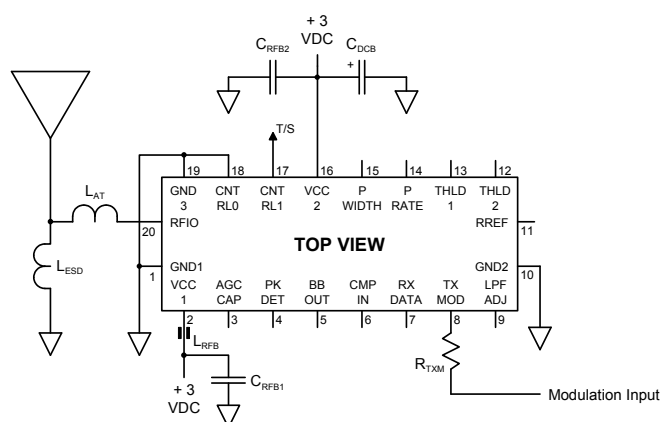 + 3
VDC
CRFB2
CDCB
+
T/S
19 18 17 16 15 14 13 12
GND CNT CNT VCC P P THLD THLD
3 RL0 RL1 2 WIDTH RATE 1 2
LAT
20
RFIO
RREF
11
TOP VIEW
LESD
1
GND1
GND2
10
VCC AGC PK BB CMP RX TX LPF
1 CAP DET OUT IN DATA MOD ADJ
2 3 4 5 6 7 8 9
LRFB
RTXM
+ 3
VDC
CRFB1
Modulation Input